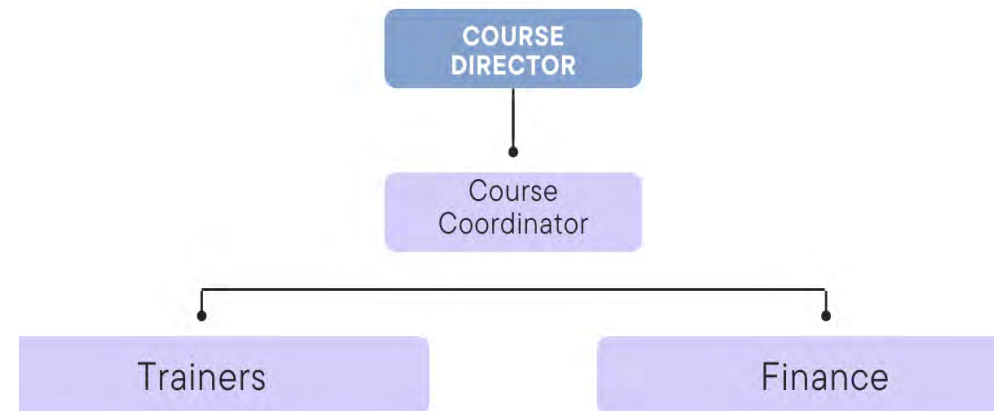 COURSE
DIRECTOR
Course
Coordinator
Trainers
Finance